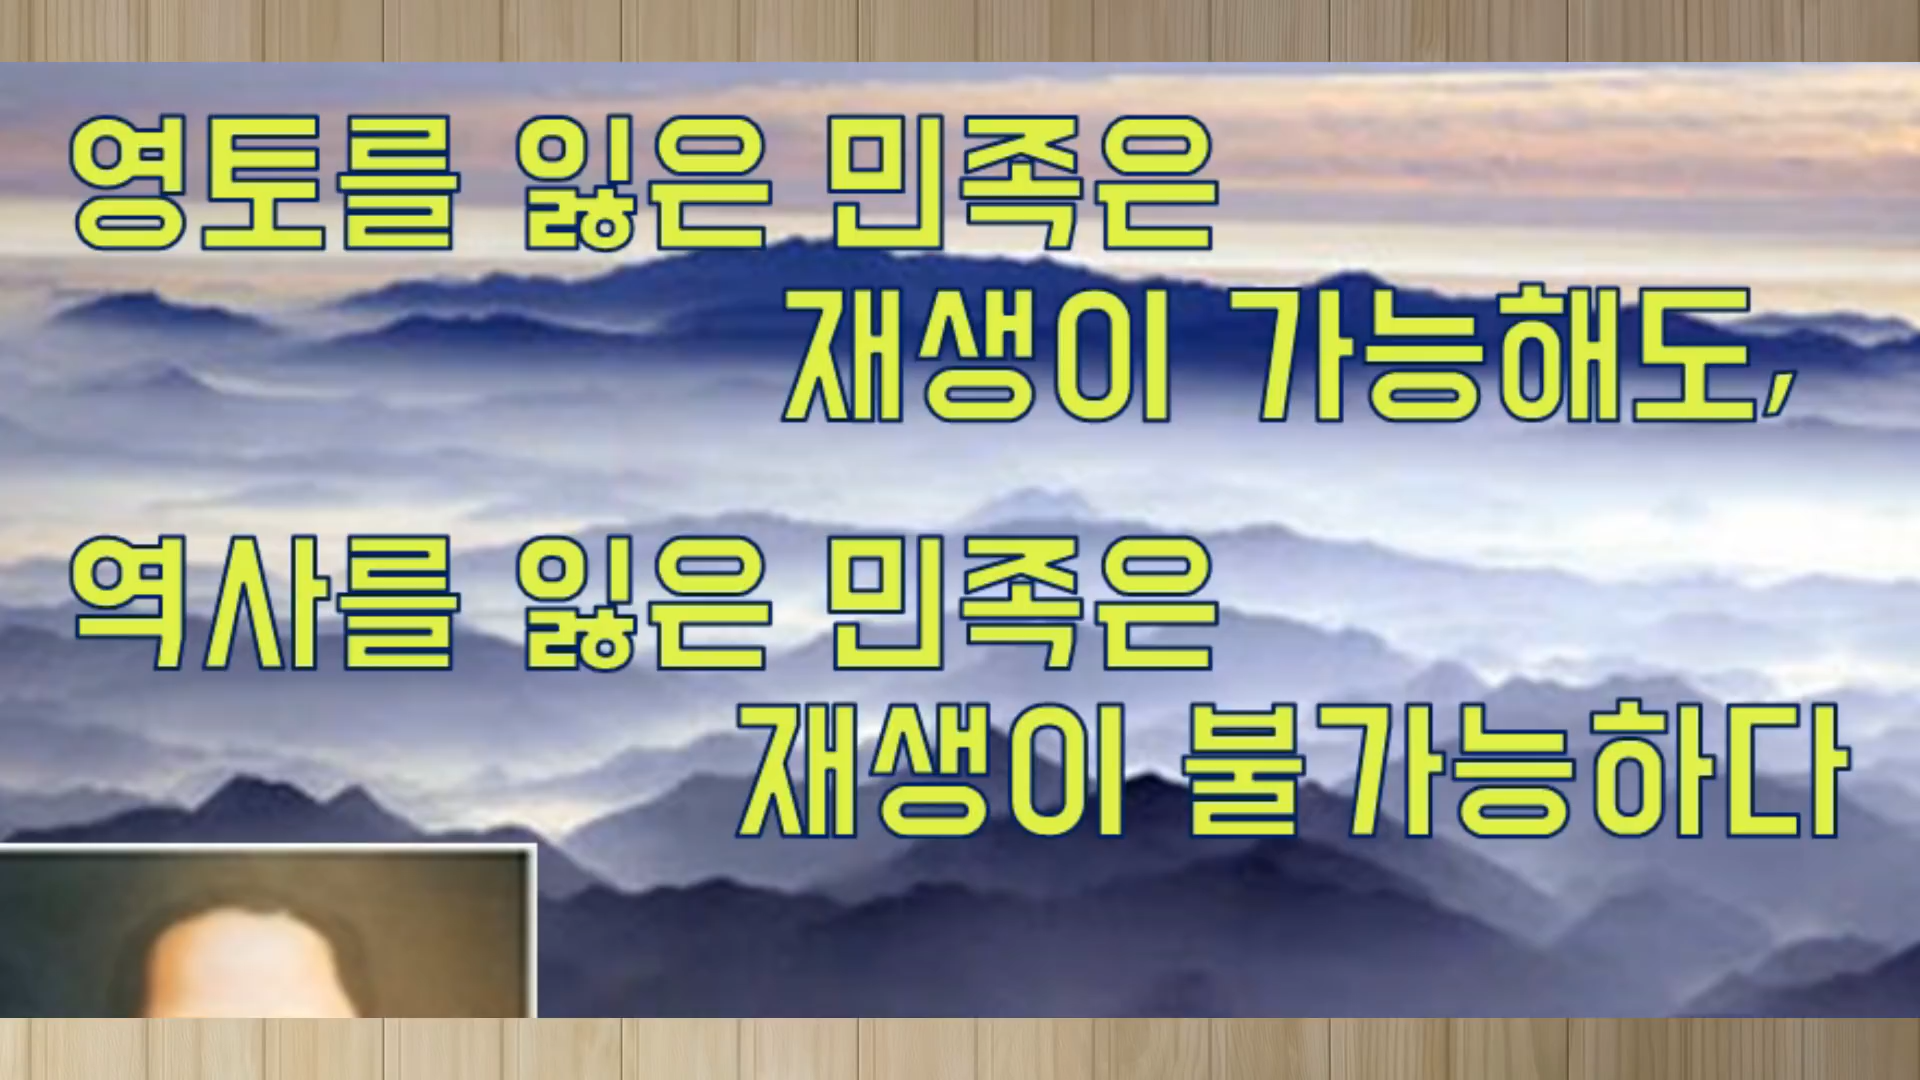 영토를 잃은 민족은
재생이 가능해도,
역사를 잃은 민족은
재생이 불가능하다